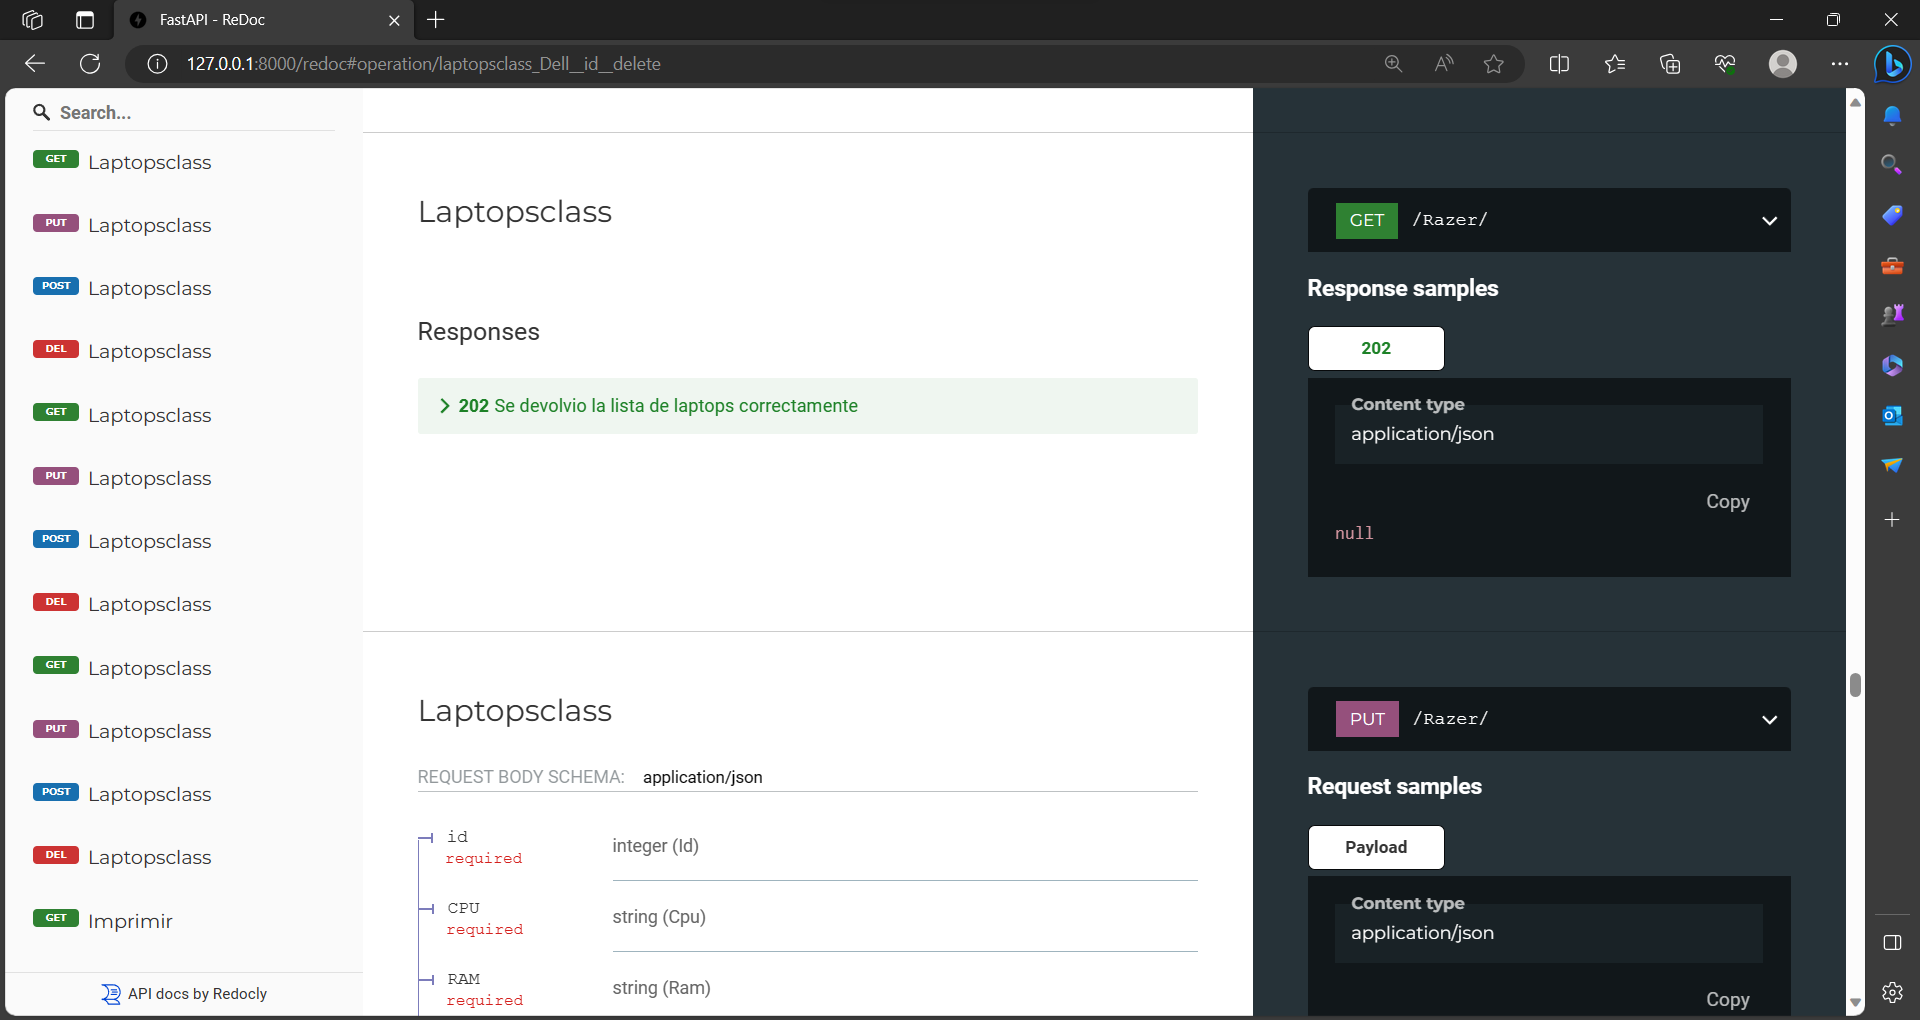 FastAPI - ReDoc
127.0.0.1:8000/redoc#operation/laptopsclass_Dell__id__delete
Search...
GET Laptopsclass
PUT Laptopsclass
POST Laptopsclass
DEL Laptopsclass
GET Laptopsclass
PUT Laptopsclass
POST Laptopsclass
DEL Laptopsclass
GET Laptopsclass
PUT Laptopsclass
POST Laptopsclass
DEL Laptopsclass
GET Imprimir
API docs by Redocly
Laptopsclass
Responses
202 Se devolvio la lista de laptops correctamente
GET /Razer/
Response samples
202
Content type
application/json
Copy
null
Laptopsclass
REQUEST BODY SCHEMA: application/json
id
required
integer (Id)
CPU
required
string (Cpu)
RAM
required
string (Ram)
PUT /Razer/
Request samples
Payload
Content type
application/json
Copy